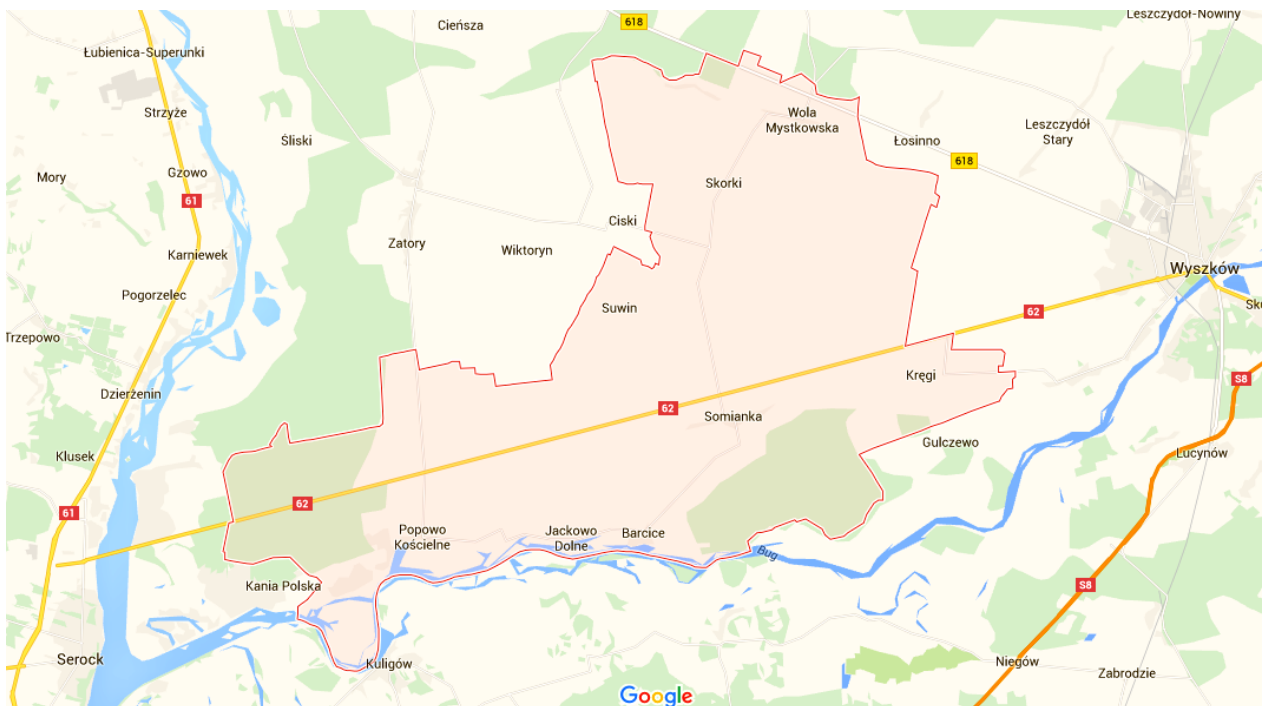 Leszczydół-Nowiny
618
Cieńsza
Łubienica-Superunki
Strzyże
Wola
Mystkowska
Łosinno
Leszczydół
Stary
Śliski
618
Mory
Gzowo
61
Skorki
Ciski
Zatory
Wiktoryn
Karniewek
Wyszków
Pogorzelec
Suwin
62
Trzepowo
Kręgi
S8
Dzierżenin
62
Somianka
Gulczewo
Klusek
Lucynów
62
61
Popowo
Kościelne
Jackowo
Dolne
Barcice
Bug
Kania Polska
S8
Serock
Kuligów
Niegów
Zabrodzie
Google